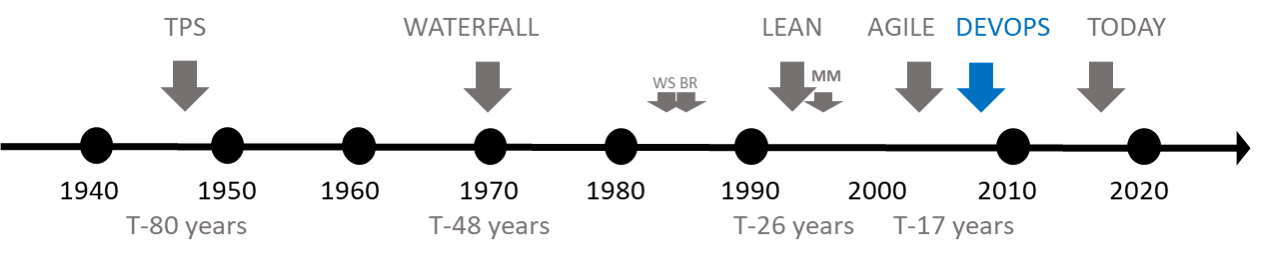 TPS WATERFALL LEAN AGILE DEVOPS TODAY
WS BR MM
1940 1950 1960 1970 1980 1990 2000 2010 2020
T-80 years T-48 years T-26 years T-17 years